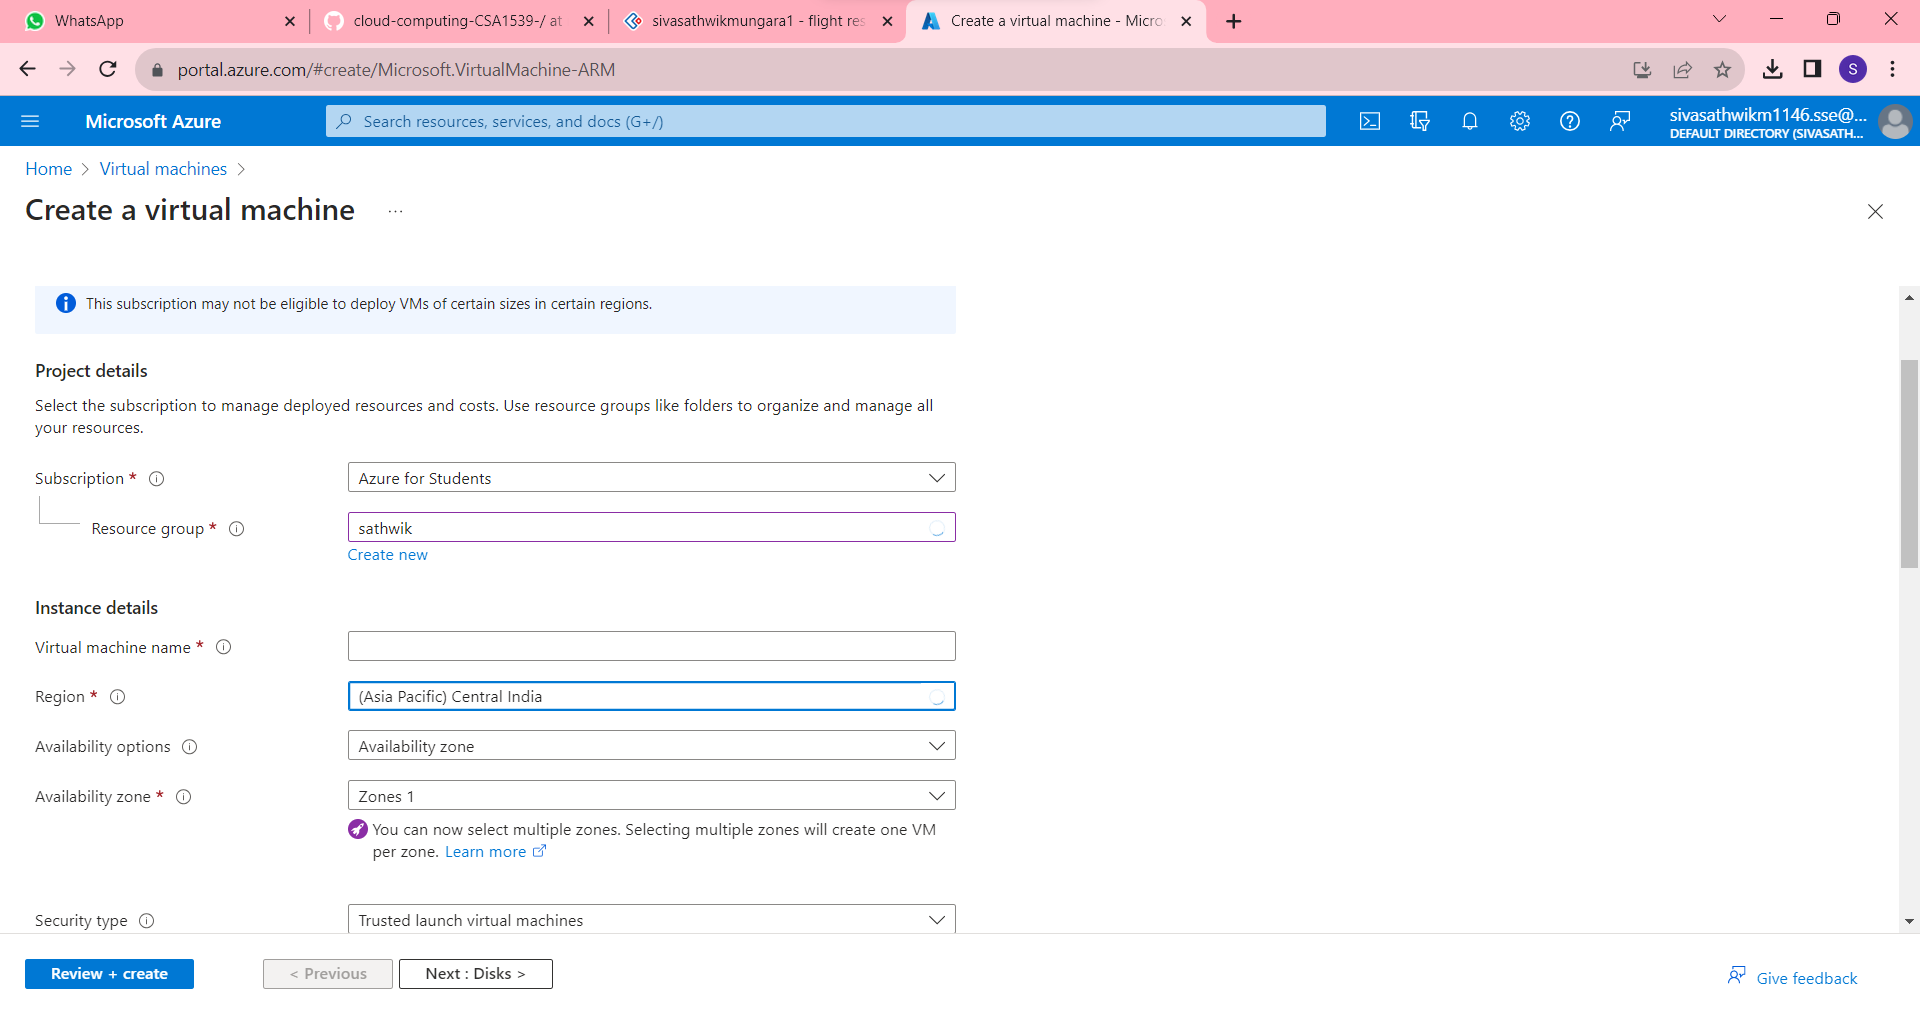 WhatsApp
cloud-computing-CSA1539-/ at
sivasathwikmungara1 - flight res
Create a virtual machine - Micro
portal.azure.com/#create/Microsoft.VirtualMachine-ARM
S
Microsoft Azure
Search resources, services, and docs (G+/)
sivasathwikm1146.sse@...
DEFAULT DIRECTORY (SIVASATH...
Home > Virtual machines >
Create a virtual machine ...
This subscription may not be eligible to deploy VMs of certain sizes in certain regions.
Project details
Select the subscription to manage deployed resources and costs. Use resource groups like folders to organize and manage all
your resources.
Subscription *
Azure for Students
Resource group *
sathwik
Create new
Instance details
Virtual machine name *
Region *
(Asia Pacific) Central India
Availability options
Availability zone
Availability zone *
Zones 1
You can now select multiple zones. Selecting multiple zones will create one VM
per zone. Learn more
Security type
Trusted launch virtual machines
Review + create
< Previous
Next : Disks >
Give feedback